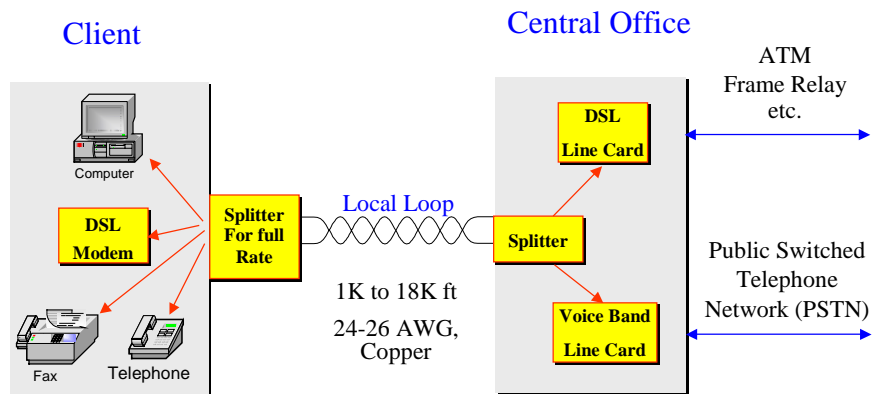 Client
Central Office
Computer
DSL
Modem
Fax
Telephone
Splitter
For full
Rate
Local Loop
1K to 18K ft
24-26 AWG,
Copper
Splitter
DSL
Line Card
Voice Band
Line Card
ATM
Frame Relay
etc.
Public Switched
Telephone
Network (PSTN)